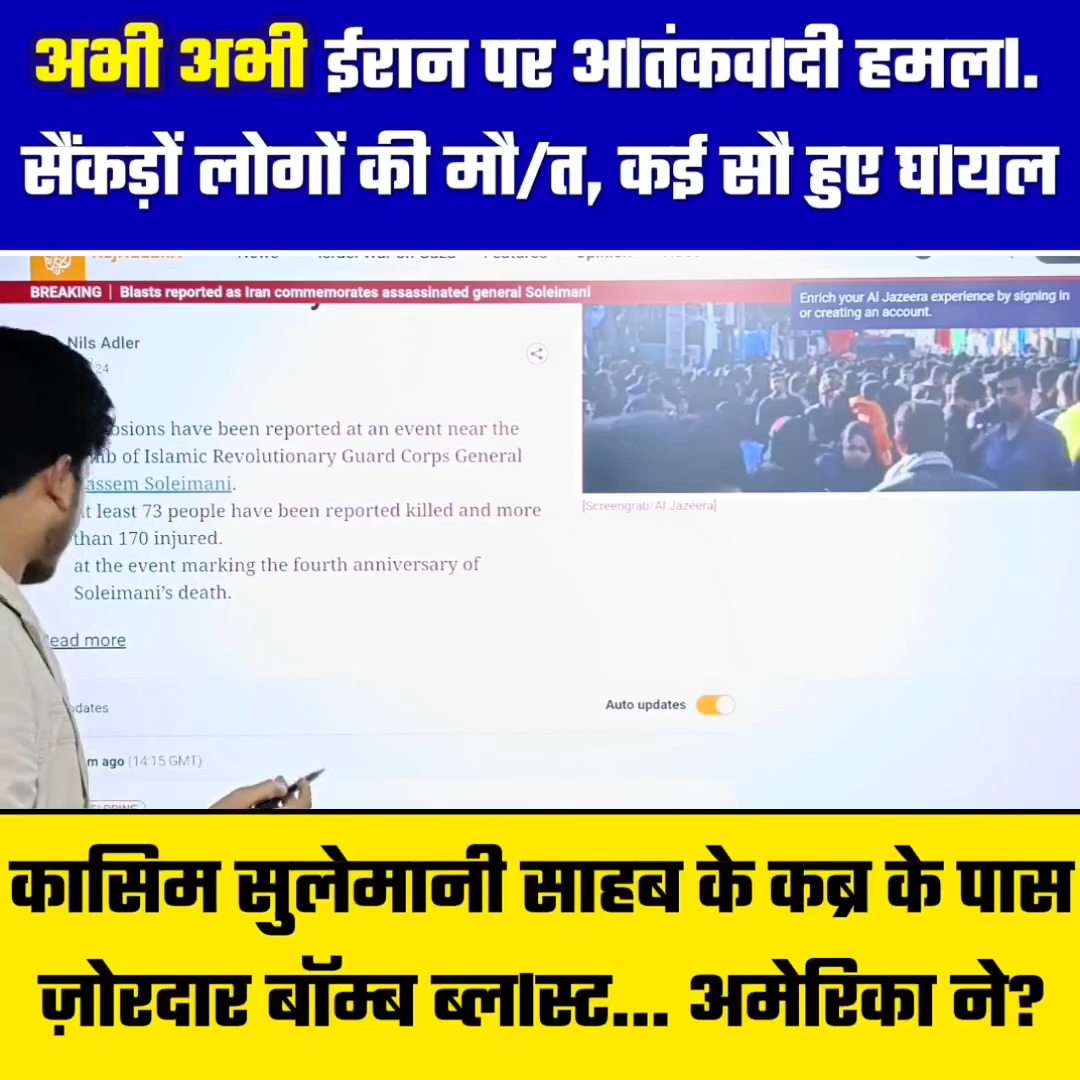 अभी अभी ईरान पर आतंकवादी हमला.
सैंकड़ों लोगों की मौ/त, कई सौ हुए घायल
BREAKING | Blasts reported as Iran commemorates assassinated general Soleimani
Enrich your Al Jazeera experience by signing in
or creating an account.
Nils Adler
24
osions have been reported at an event near the
mb of Islamic Revolutionary Guard Corps General
assem Soleimani.
t least 73 people have been reported killed and more
than 170 injured.
at the event marking the fourth anniversary of
Soleimani's death.
[Screengrab/Al Jazeera]
ead more
dates
Auto updates
m ago (14:15 GMT)
कासिम सुलेमानी साहब के कब्र के पास
ज़ोरदार बॉम्ब ब्लास्ट... अमेरिका ने?